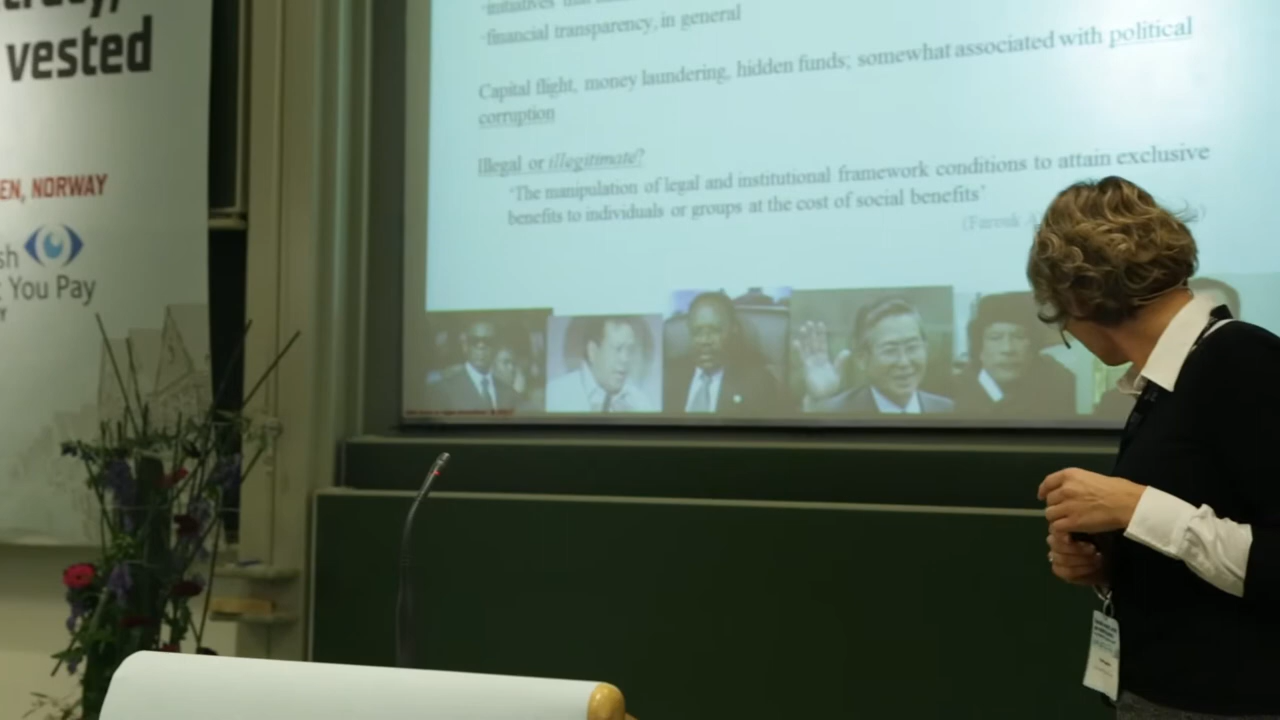 vested
EN, NORWAY
sh
You Pay
financial transparency, in general
Capital flight, money laundering, hidden funds; somewhat associated with political
corruption
Illegal or illegitimate?
'The manipulation of legal and institutional framework conditions to attain exclusive
benefits to individuals or groups at the cost of social benefits'